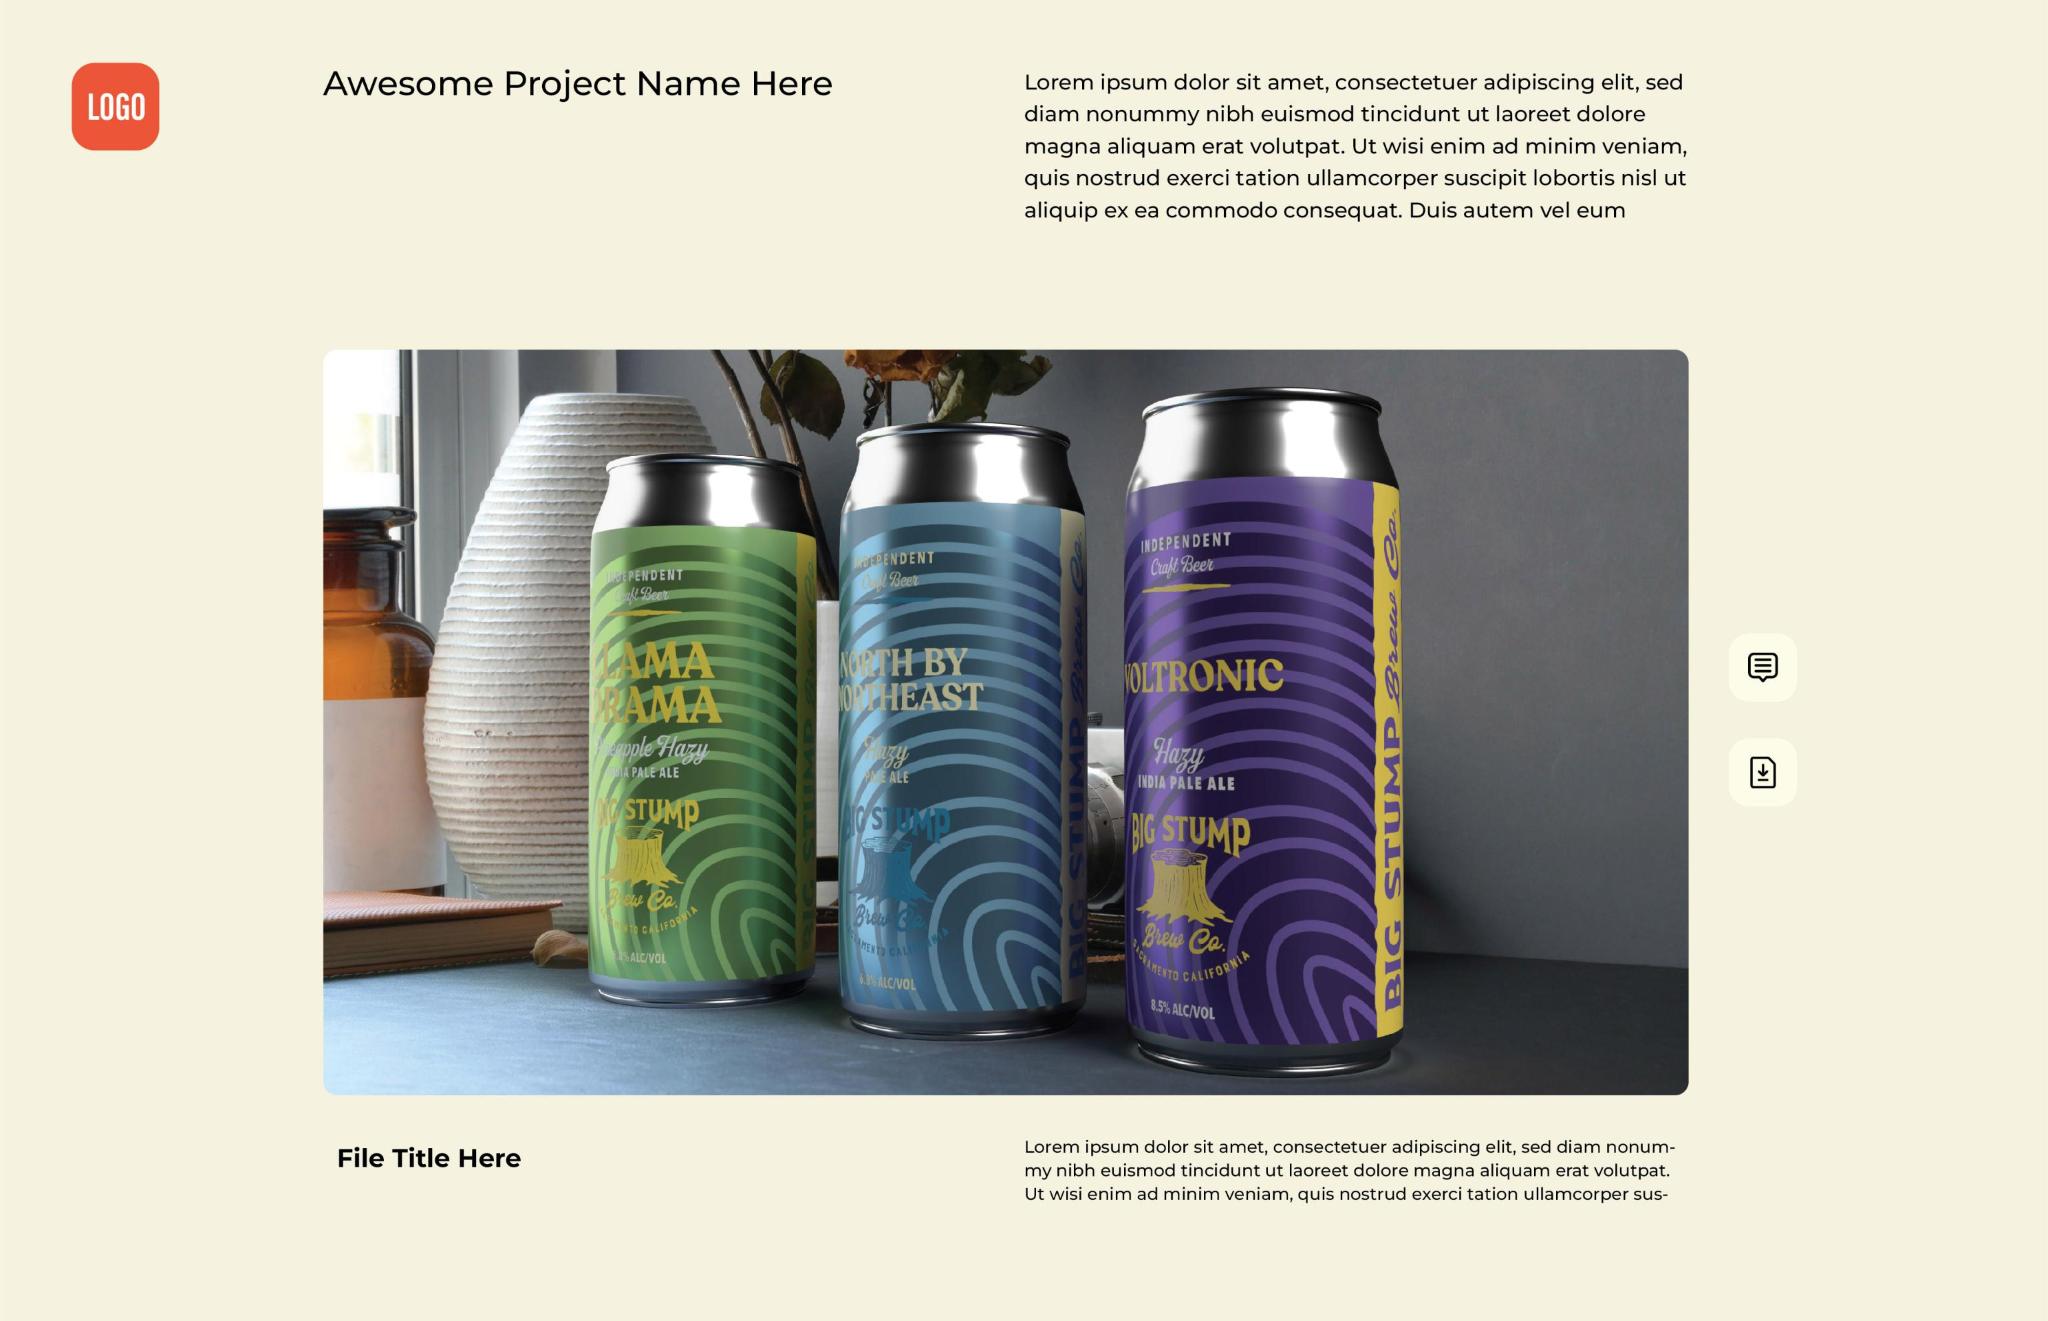 LOGO
Awesome Project Name Here
Lorem ipsum dolor sit amet, consectetuer adipiscing elit, sed
diam nonummy nibh euismod tincidunt ut laoreet dolore
magna aliquam erat volutpat. Ut wisi enim ad minim veniam,
quis nostrud exerci tation ullamcorper suscipit lobortis nisl ut
aliquip ex ea commodo consequat. Duis autem vel eum
INDEPENDENT
Craft Beer
LLAMA
DRAMA
Pineapple Hazy
INDIA PALE ALE
BIG STUMP
Brew Co.
SACRAMENTO CALIFORNIA
ALC/VOL
INDEPENDENT
Craft Beer
NORTH BY
NORTHEAST
Hazy
PALE ALE
BIG STUMP
Brew Co.
SACRAMENTO CALIFORNIA
ALC/VOL
BIG STUMP Brew Co.
INDEPENDENT
Craft Beer
VOLTRONIC
Hazy
INDIA PALE ALE
BIG STUMP
Brew Co.
SACRAMENTO CALIFORNIA
8.5% ALC/VOL
BIG STUMP Brew Co.
File Title Here
Lorem ipsum dolor sit amet, consectetuer adipiscing elit, sed diam nonum-
my nibh euismod tincidunt ut laoreet dolore magna aliquam erat volutpat.
Ut wisi enim ad minim veniam, quis nostrud exerci tation ullamcorper sus-